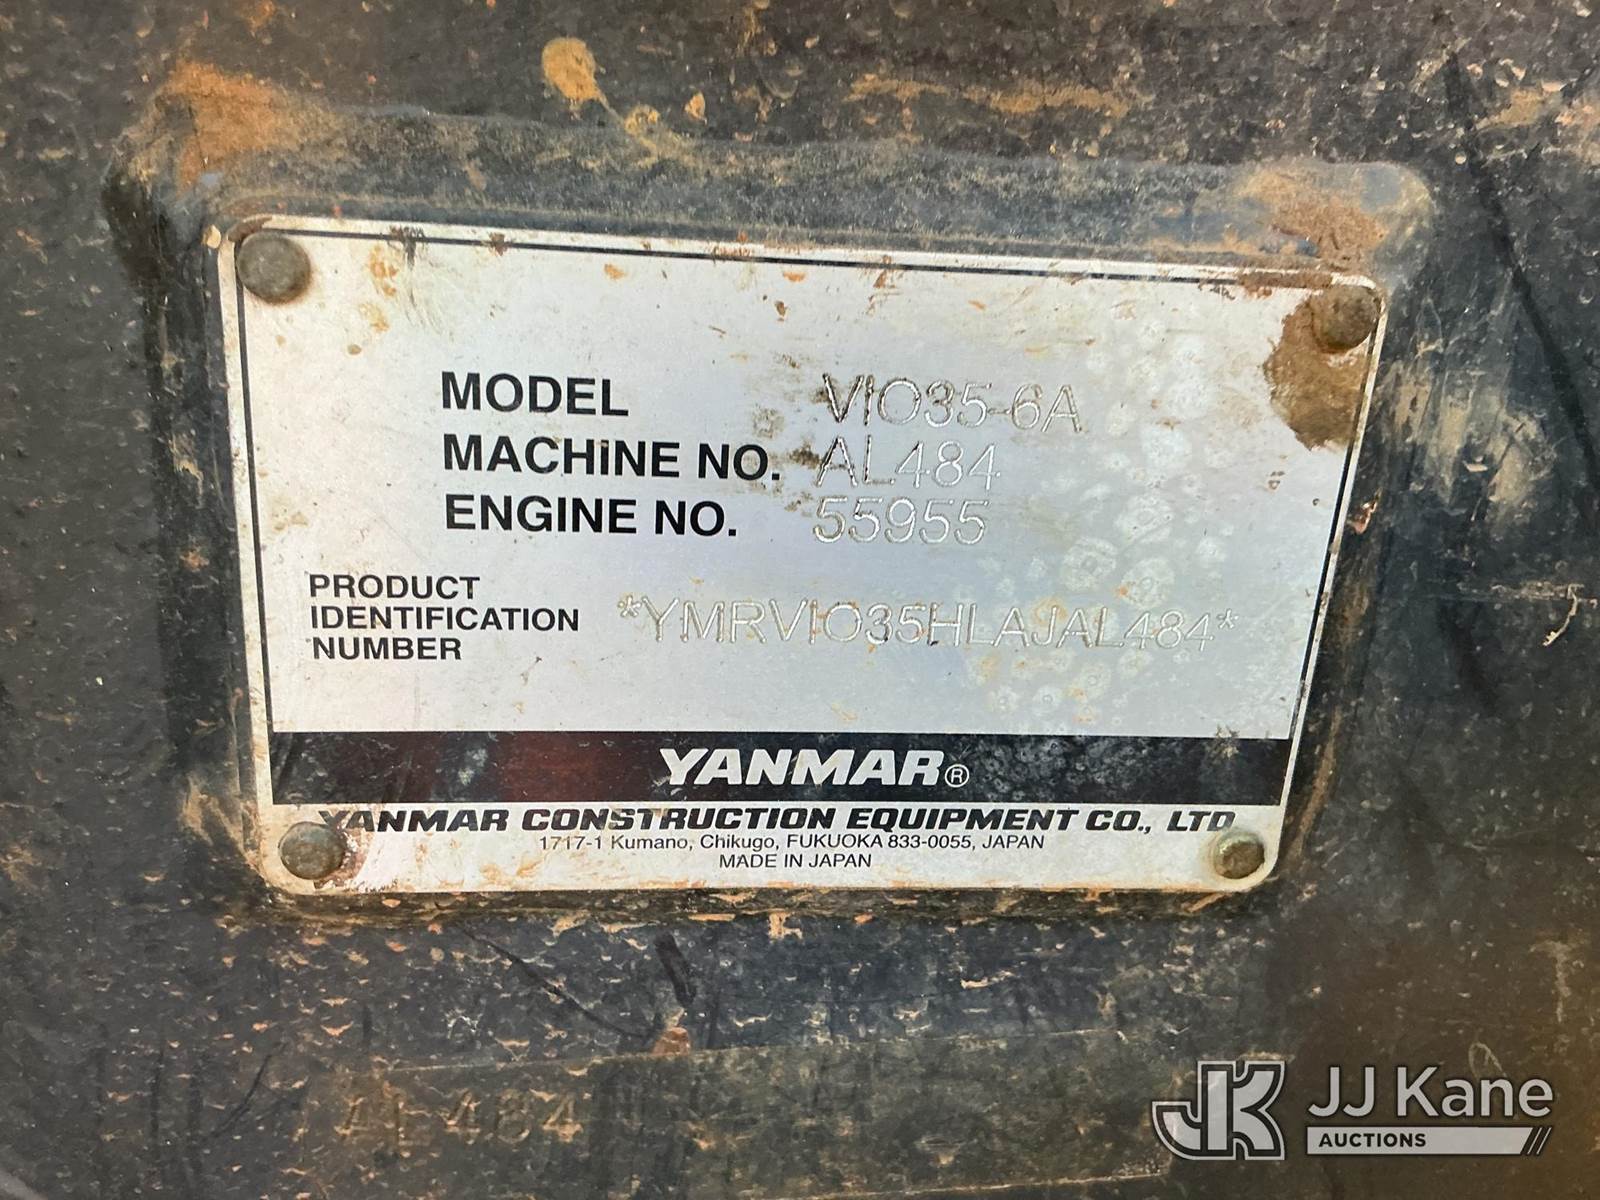 MODEL VIO35-6A
MACHINE NO. AL484
ENGINE NO. 55955
PRODUCT
IDENTIFICATION
NUMBER
*YMRVIO35HLAJAL484*
YANMAR®
YANMAR CONSTRUCTION EQUIPMENT CO., LTD
1717-1 Kumano, Chikugo, FUKUOKA 833-0055, JAPAN
MADE IN JAPAN
AL484
JK JJ Kane
AUCTIONS